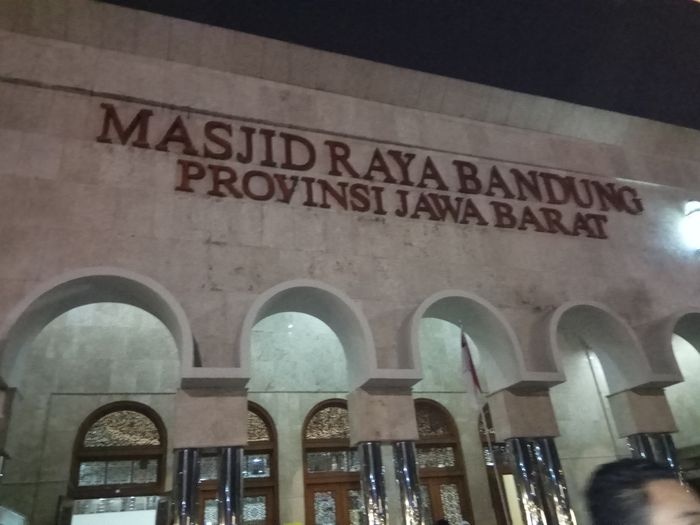 MASJID RAYA BANDUNG
PROVINSI JAWA BARAT